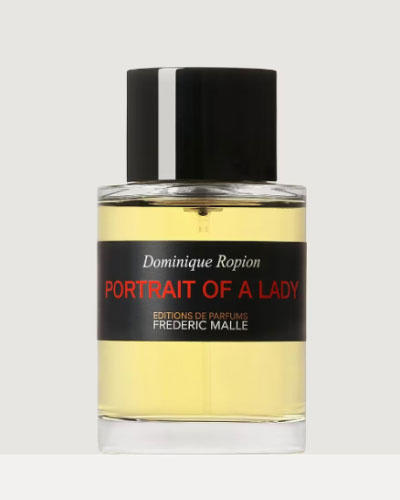 Dominique Ropion
PORTRAIT OF A LADY
EDITIONS DE PARFUMS
FREDERIC MALLE